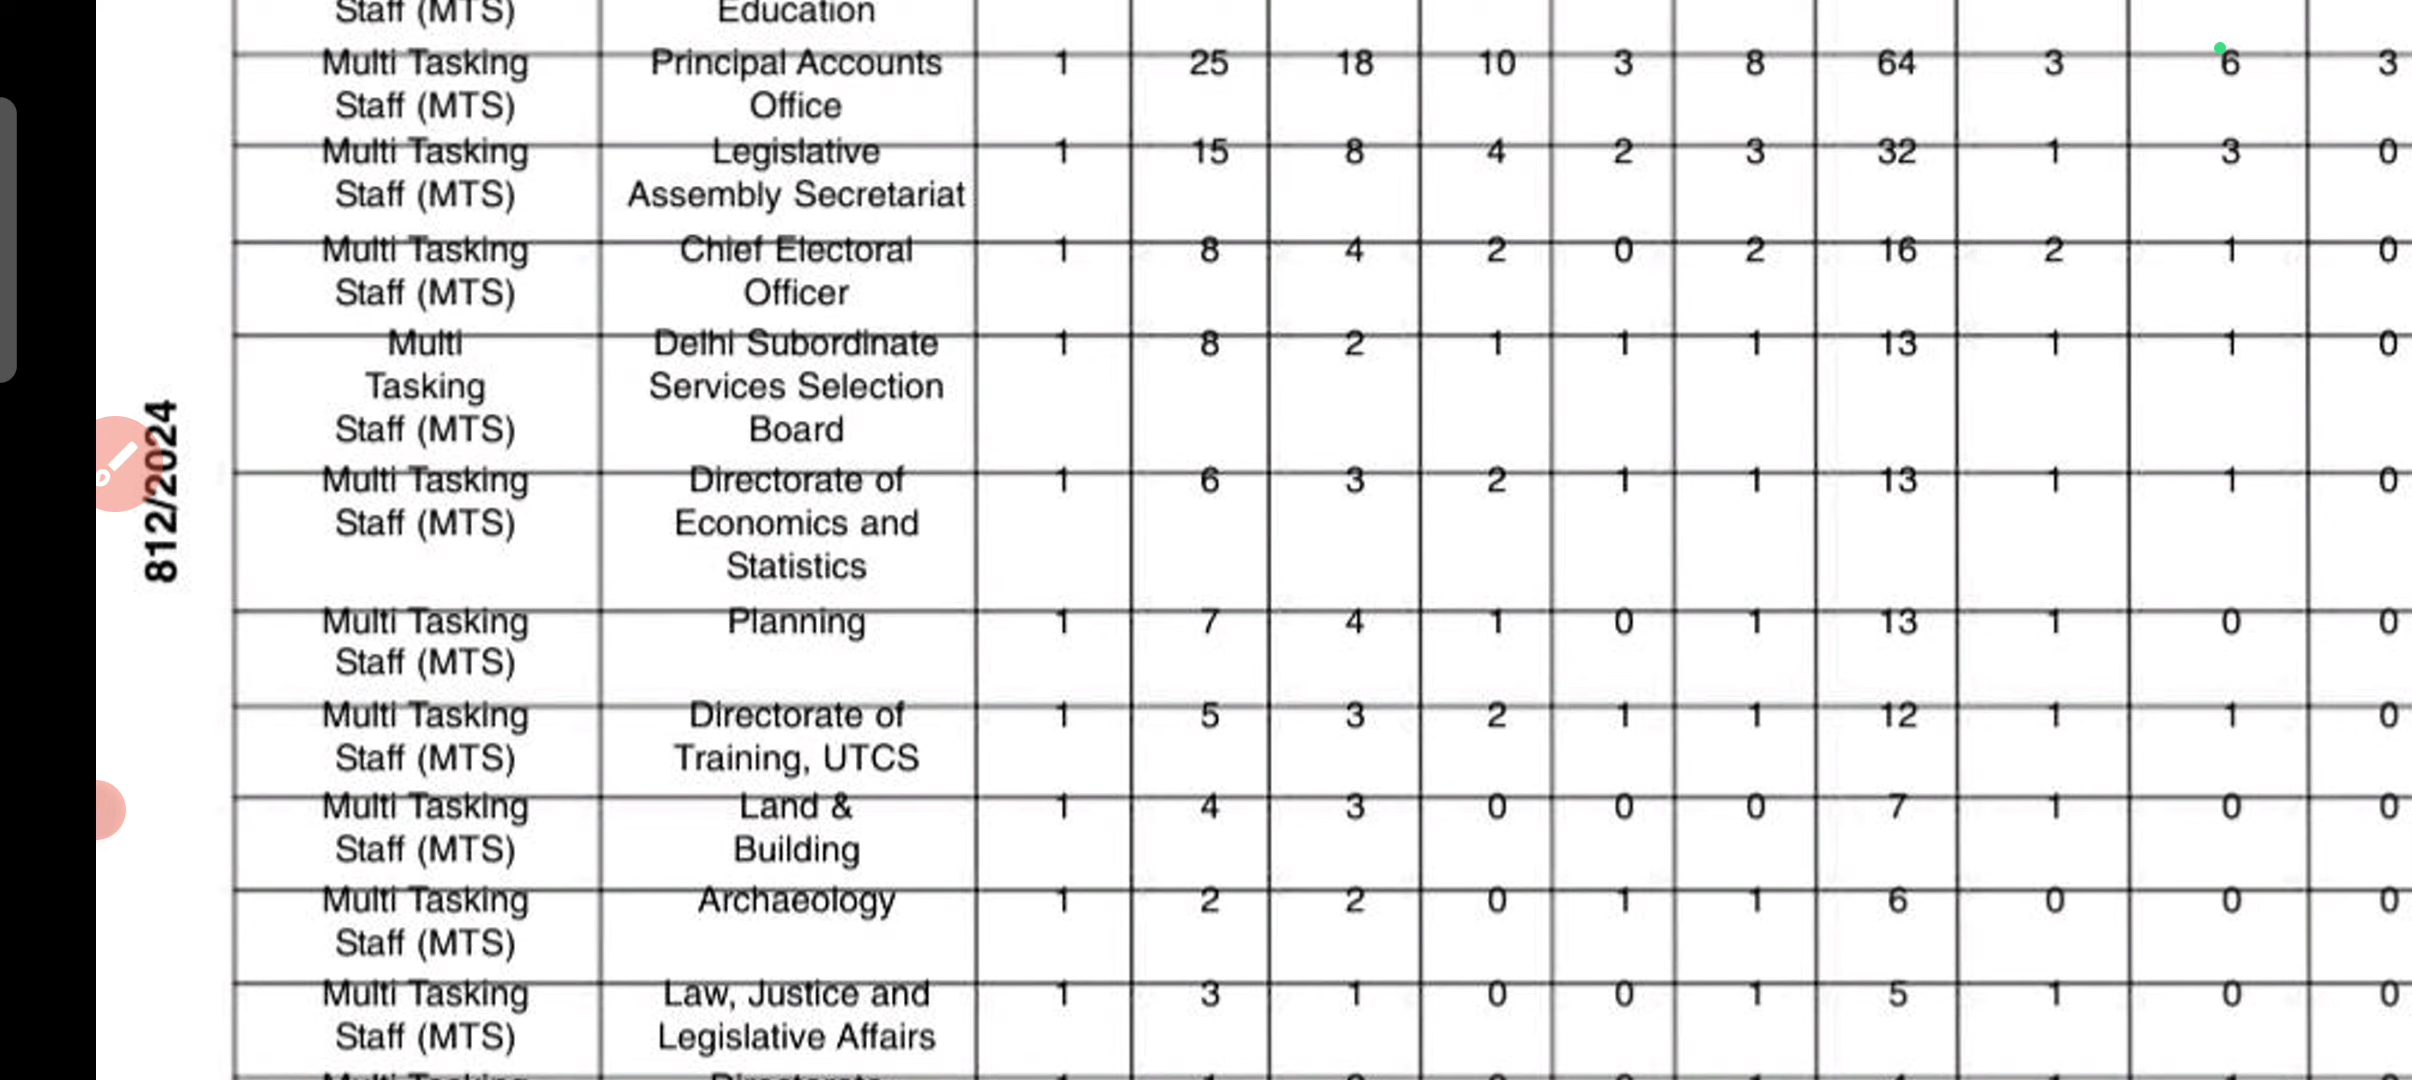 Staff (MTS) Education
Multi Tasking Principal Accounts 1 25 18 10 3 8 64 3 6 3
Staff (MTS) Office
Multi Tasking Legislative 1 15 8 4 2 3 32 1 3 0
Staff (MTS) Assembly Secretariat
Multi Tasking Chief Electoral 1 8 4 2 0 2 16 2 1 0
Staff (MTS) Officer
Multi Delhi Subordinate 1 8 2 1 1 1 13 1 1 0
Tasking Services Selection
Staff (MTS) Board
812/2024
Multi Tasking Directorate of 1 6 3 2 1 1 13 1 1 0
Staff (MTS) Economics and
Statistics
Multi Tasking Planning 1 7 4 1 0 1 13 1 0 0
Staff (MTS)
Multi Tasking Directorate of 1 5 3 2 1 1 12 1 1 0
Staff (MTS) Training, UTCS
Multi Tasking Land & 1 4 3 0 0 0 7 1 0 0
Staff (MTS) Building
Multi Tasking Archaeology 1 2 2 0 1 1 6 0 0 0
Staff (MTS)
Multi Tasking Law, Justice and 1 3 1 0 0 1 5 1 0 0
Staff (MTS) Legislative Affairs
Multi Tasking Directorate